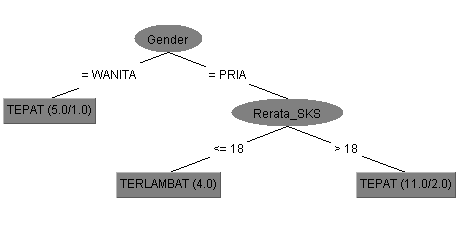 Gender
= WANITA
= PRIA
TEPAT (5.0/1.0)
Rerata_SKS
<= 18
> 18
TERLAMBAT (4.0)
TEPAT (11.0/2.0)